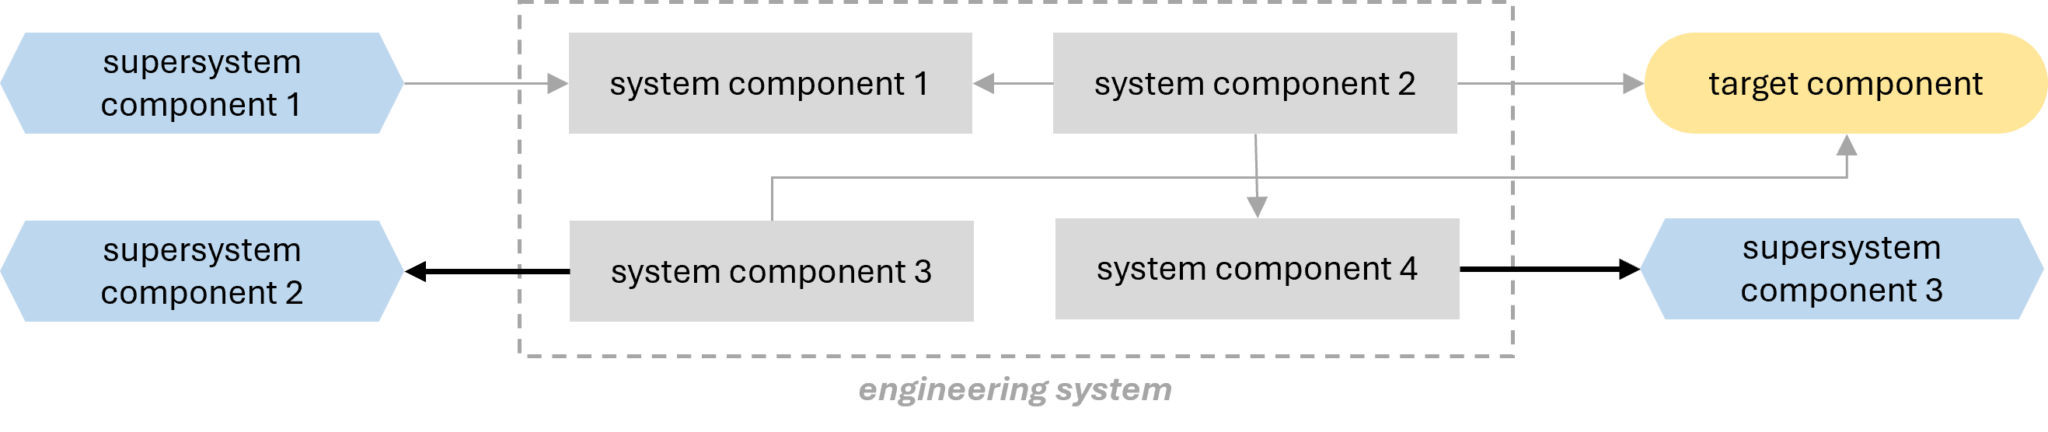 supersystem
component 1
system component 1
system component 2
target component
supersystem
component 2
system component 3
system component 4
supersystem
component 3
engineering system